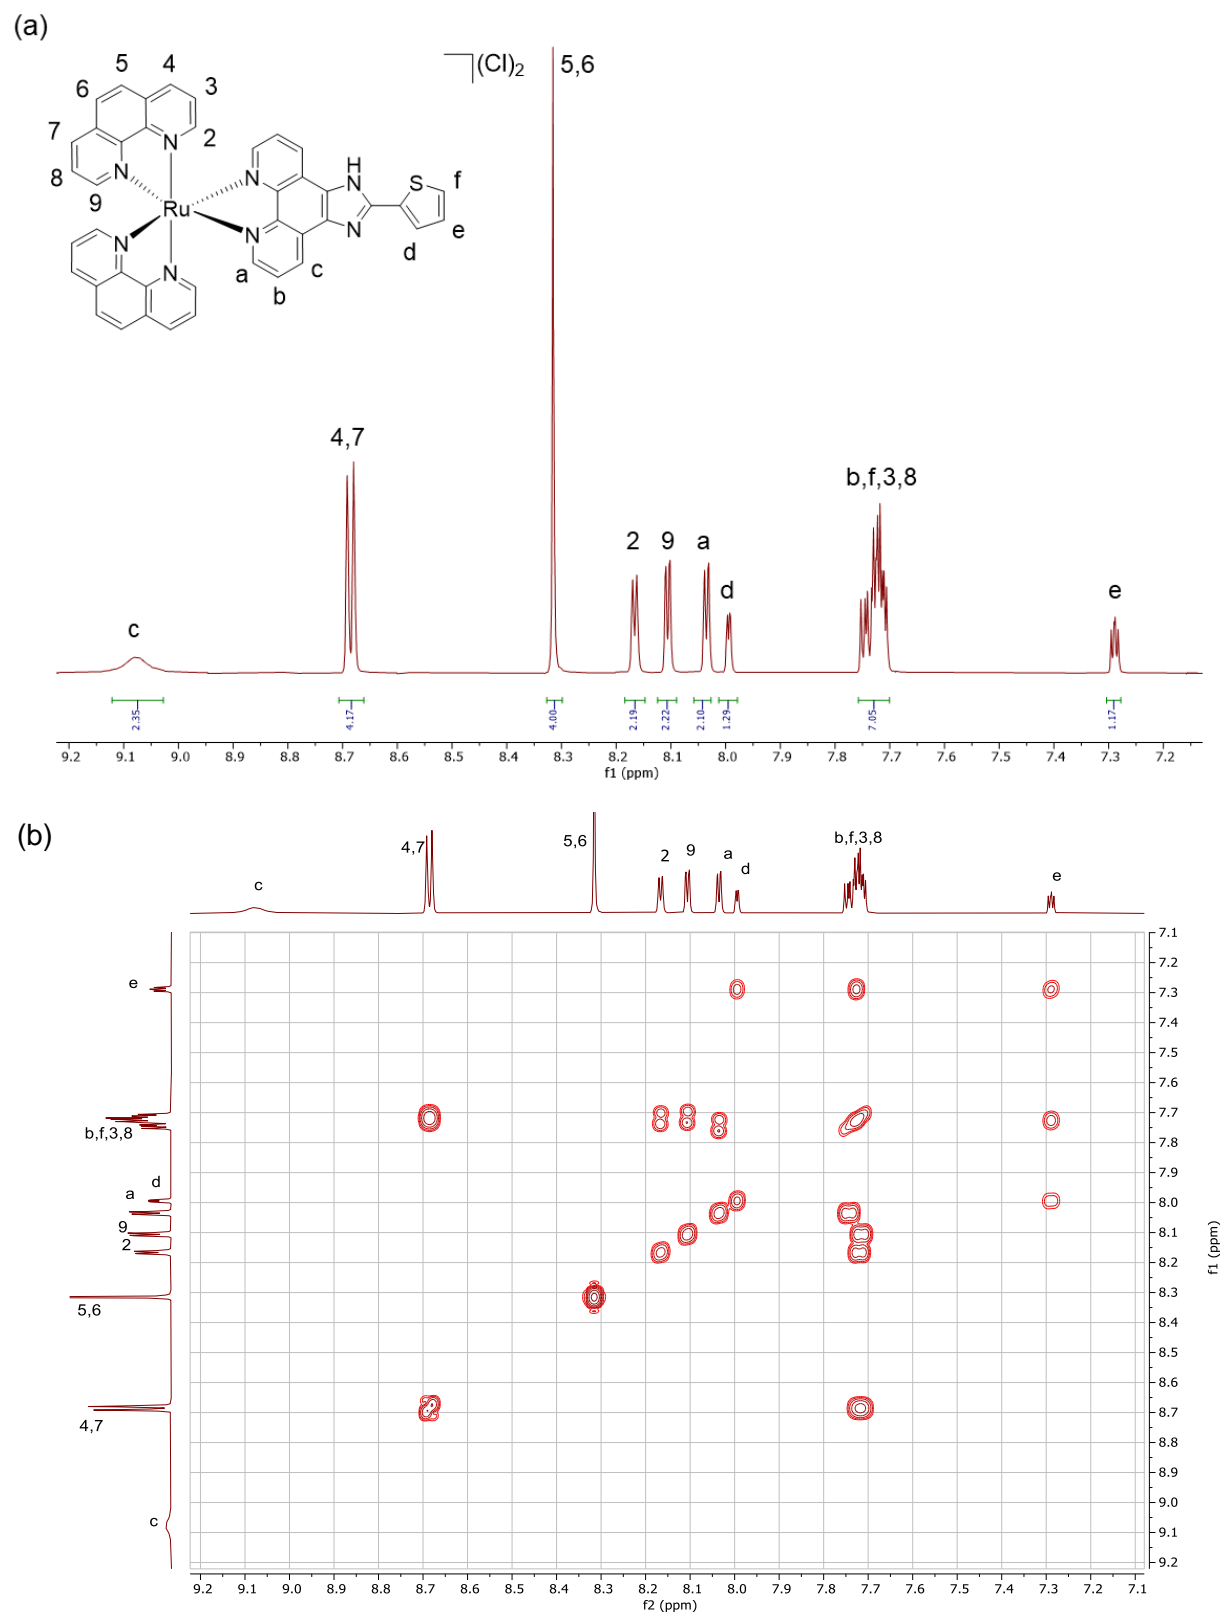 (a)
(Cl)2
5 4
6 3
7 2
8 9
N N N N N N
Ru
H
N
N
S
f
e
d
a
b
c
5,6
4,7
c
2
9
a
d
b,f,3,8
e
2.35
4.17
4.00
2.19
2.22
2.10
1.29
7.05
1.17
9.2 9.1 9.0 8.9 8.8 8.7 8.6 8.5 8.4 8.3 8.2 8.1 8.0 7.9 7.8 7.7 7.6 7.5 7.4 7.3 7.2
f1 (ppm)
(b)
c
4,7
5,6
2
9
a
d
b,f,3,8
e
e
b,f,3,8
d
a
9
2
5,6
4,7
c
7.1
7.2
7.3
7.4
7.5
7.6
7.7
7.8
7.9
8.0
8.1
8.2
8.3
8.4
8.5
8.6
8.7
8.8
8.9
9.0
9.1
9.2
f1 (ppm)
9.2 9.1 9.0 8.9 8.8 8.7 8.6 8.5 8.4 8.3 8.2 8.1 8.0 7.9 7.8 7.7 7.6 7.5 7.4 7.3 7.2 7.1
f2 (ppm)